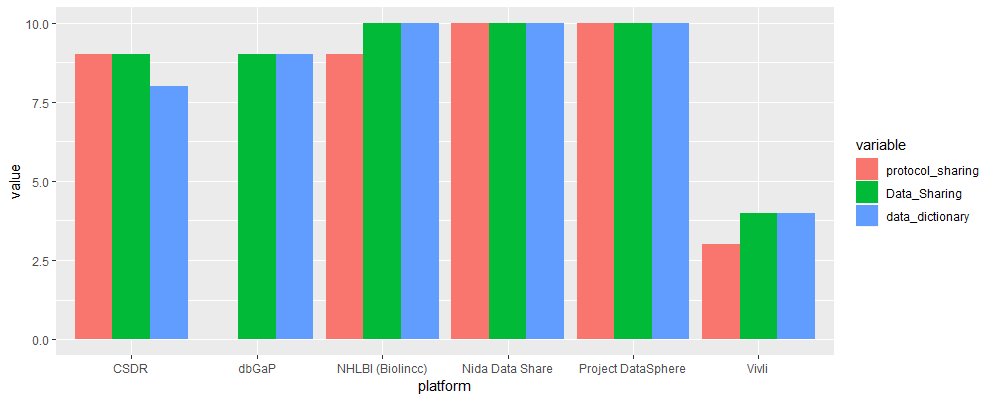 10.0
7.5
5.0
2.5
0.0
value
CSDR dbGaP NHLBI (Biolincc) Nida Data Share Project DataSphere Vivli
platform
variable
protocol_sharing
Data_Sharing
data_dictionary